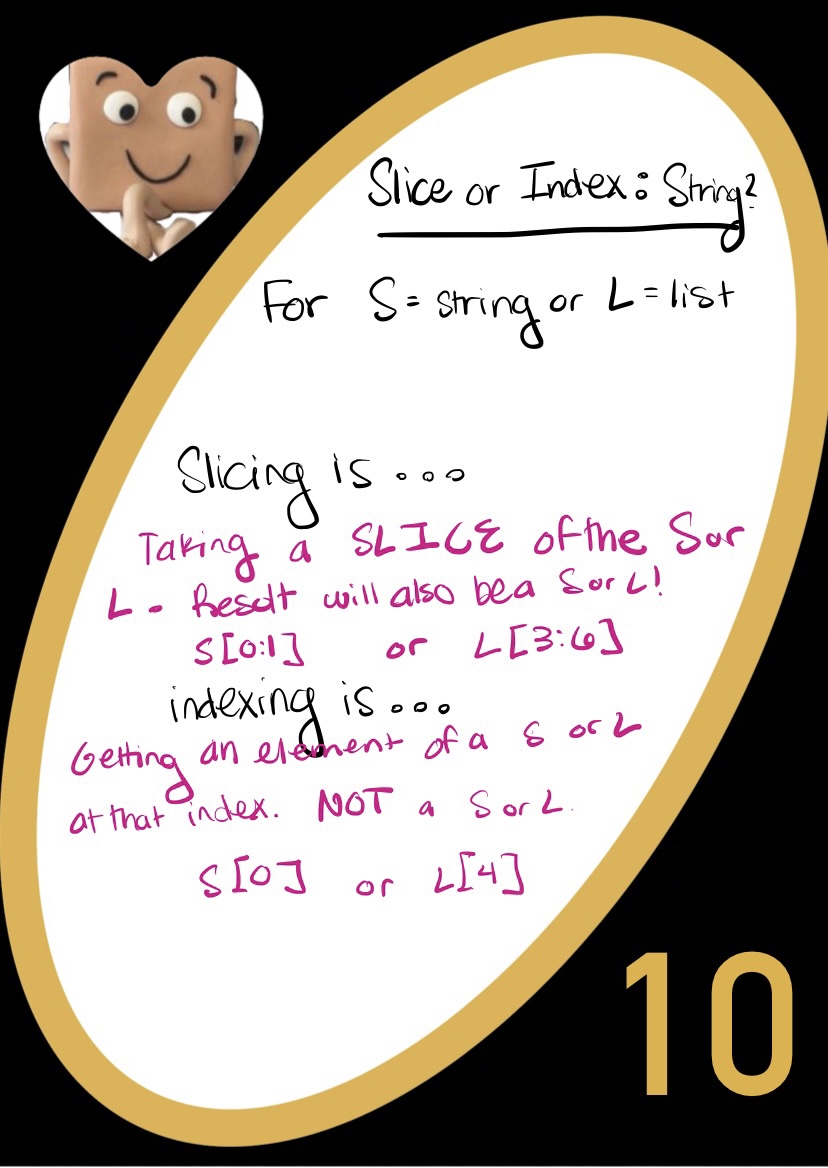 Slice or Index: String?
For S = string or L = list
Slicing is...
Taking a SLICE of the S or
L. Result will also be a S or L!
S[0:1] or L[3:6]
indexing is...
Getting an element of a S or L
at that index. NOT a S or L.
S[0] or L[4]
10